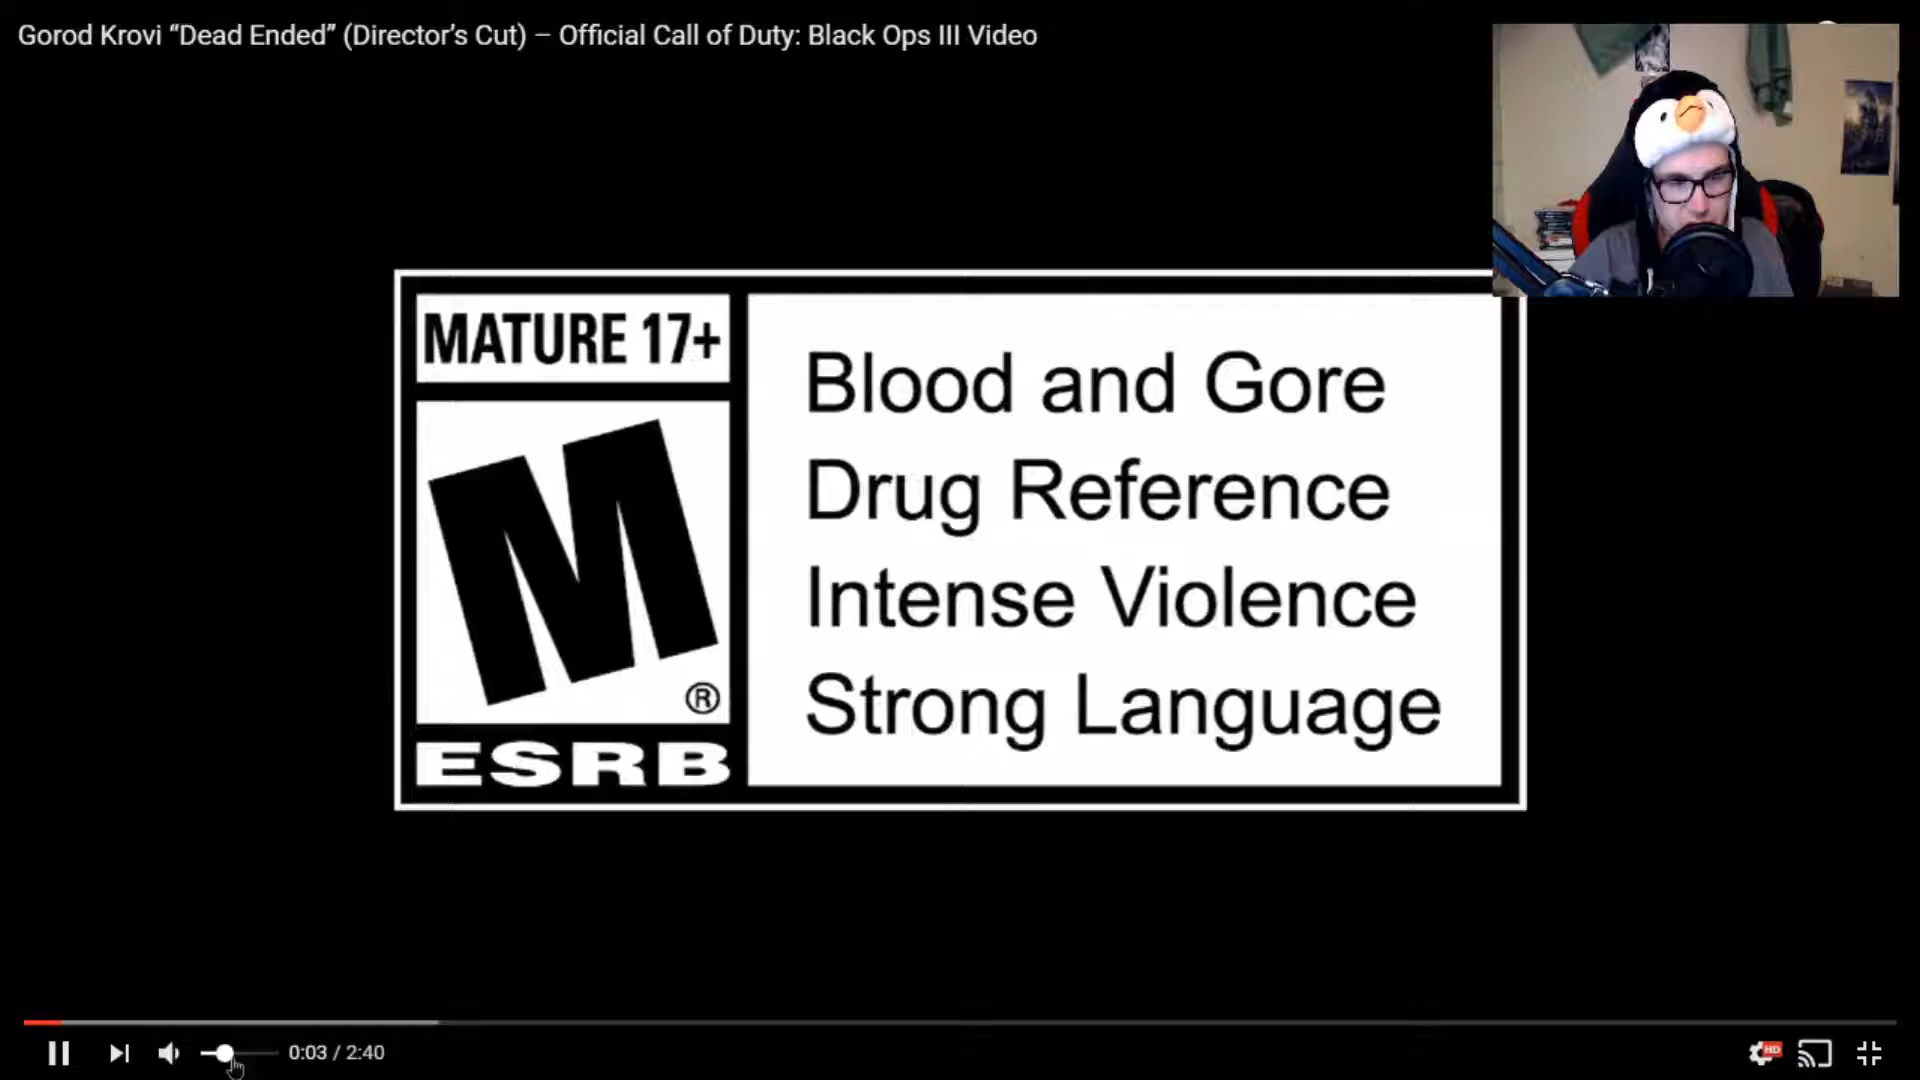 Gorod Krovi “Dead Ended” (Director’s Cut) – Official Call of Duty: Black Ops III Video
MATURE 17+
M
®
ESRB
Blood and Gore
Drug Reference
Intense Violence
Strong Language
0:03 / 2:40
HD